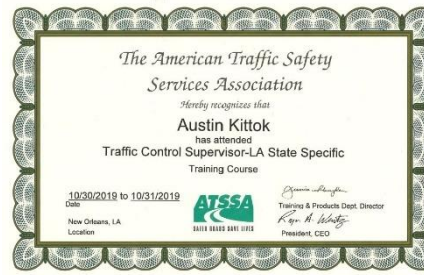 The American Traffic Safety
Services Association
Hereby recognizes that
Austin Kittok
has attended
Traffic Control Supervisor-LA State Specific
Training Course
10/30/2019 to 10/31/2019
Date
New Orleans, LA
Location
ATSSA
SAFER ROADS SAVE LIVES
Training & Products Dept. Director
President, CEO